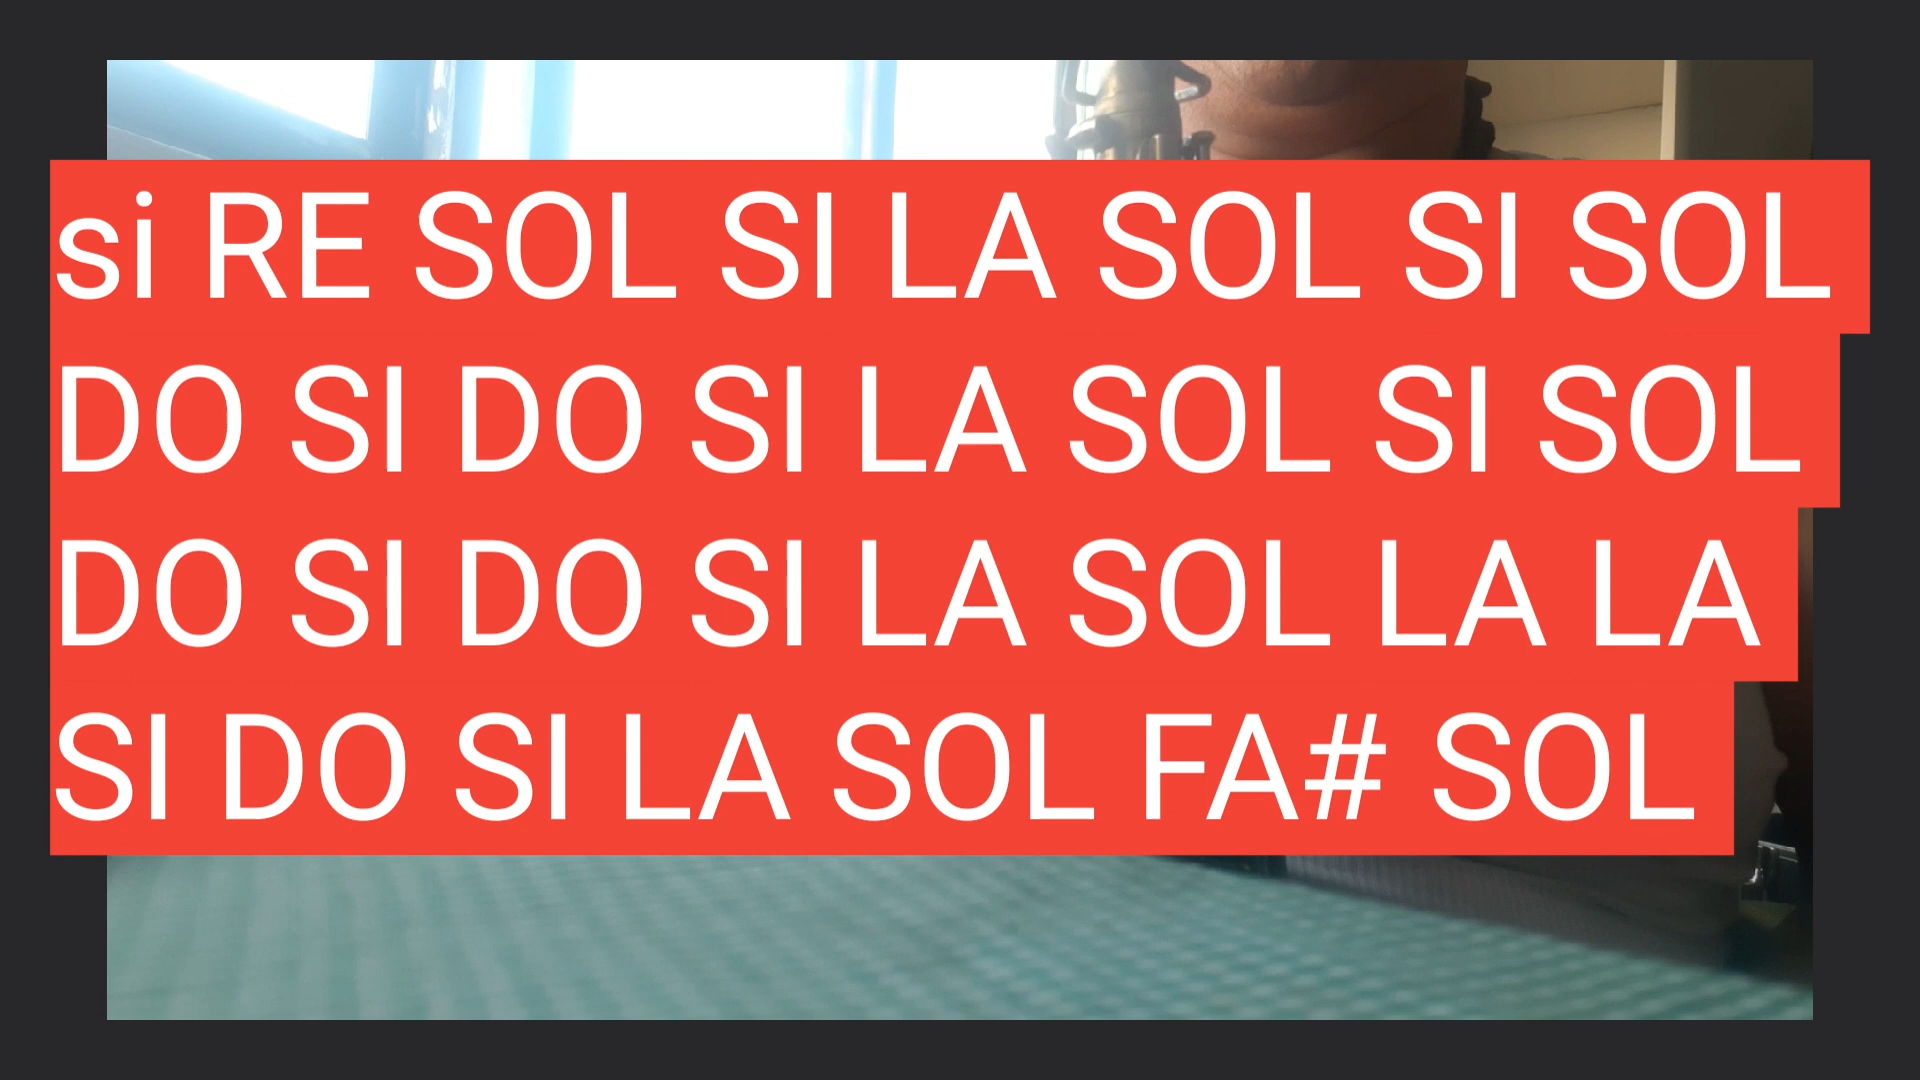 si RE SOL SI LA SOL SI SOL
DO SI DO SI LA SOL SI SOL
DO SI DO SI LA SOL LA LA
SI DO SI LA SOL FA# SOL